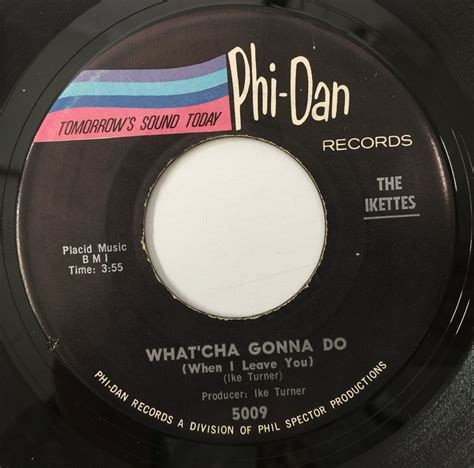 Phi-Dan
TOMORROW'S SOUND TODAY
RECORDS
THE
IKETTES
Placid Music
B M I
Time: 3:55
WHAT'CHA GONNA DO
(When I Leave You)
(Ike Turner)
Producer: Ike Turner
5009
PHI-DAN RECORDS A DIVISION OF PHIL SPECTOR PRODUCTIONS